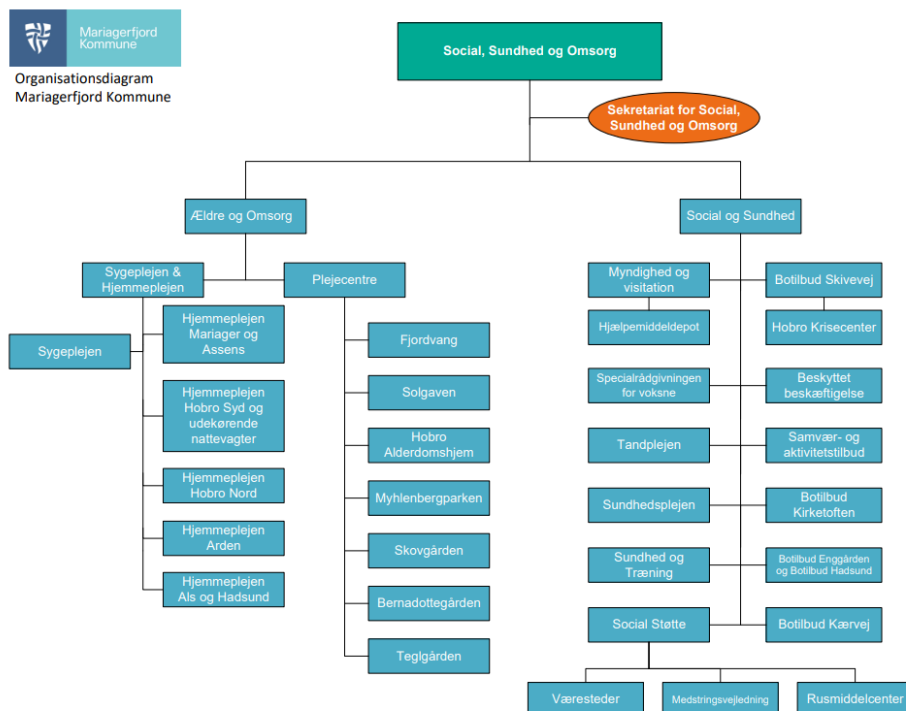 Mariagerfjord
Kommune
Organisationsdiagram
Mariagerfjord Kommune
Social, Sundhed og Omsorg
Sekretariat for Social,
Sundhed og Omsorg
Ældre og Omsorg
Social og Sundhed
Sygeplejen &
Hjemmeplejen
Plejecentre
Sygeplejen
Hjemmeplejen
Mariager og
Assens
Hjemmeplejen
Hobro Syd og
udekørende
nattevagter
Hjemmeplejen
Hobro Nord
Hjemmeplejen
Arden
Hjemmeplejen
Als og Hadsund
Fjordvang
Solgaven
Hobro
Alderdomshjem
Myhlenbergparken
Skovgården
Bernadottegården
Teglgården
Myndighed og
visitation
Hjælpemiddeldepot
Specialrådgivningen
for voksne
Tandplejen
Sundhedsplejen
Sundhed og
Træning
Social Støtte
Botilbud Skivevej
Hobro Krisecenter
Beskyttet
beskæftigelse
Samvær- og
aktivitetstilbud
Botilbud
Kirketoften
Botilbud Enggården
og Botilbud Hadsund
Botilbud Kærvej
Væresteder
Medstringsvejledning
Rusmiddelcenter